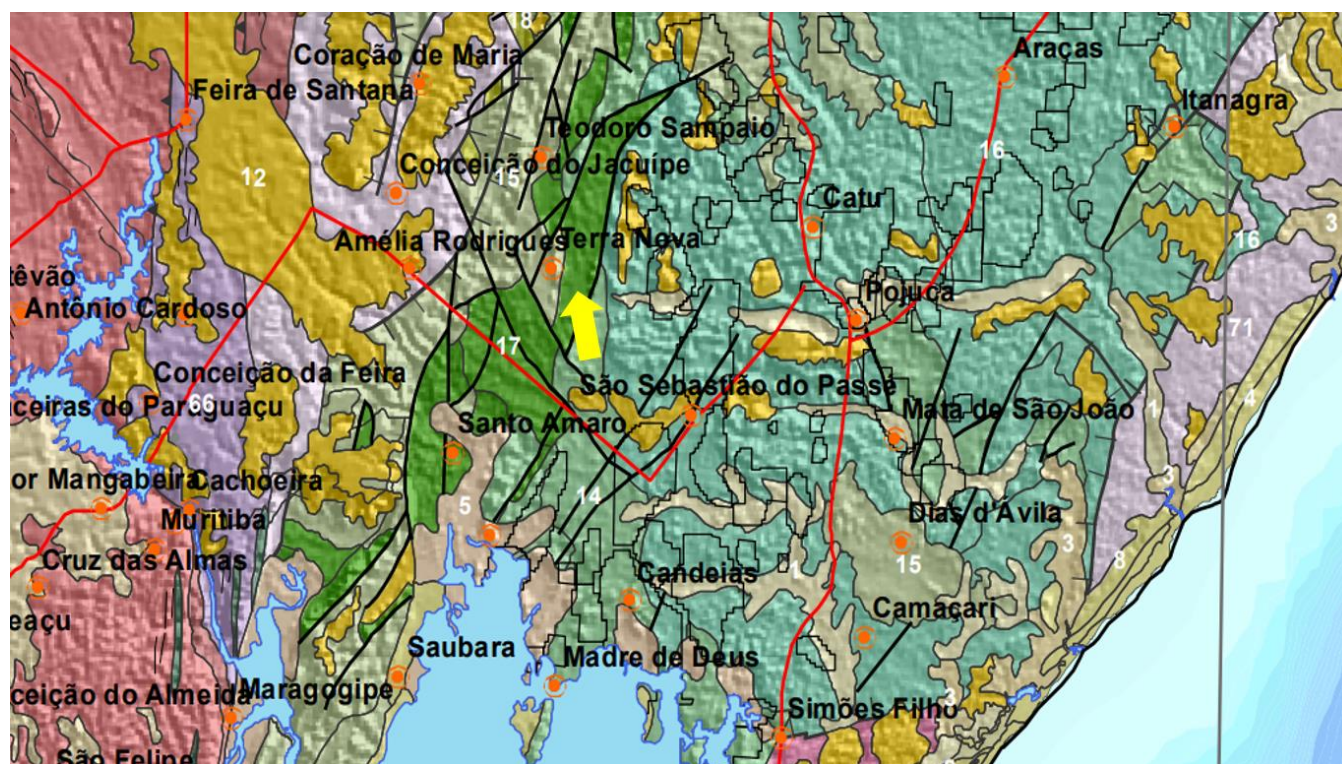 18
Coração de Maria
Araças
Feira de Santana
Itanagra
Teodoro Sampaio
16
Conceição do Jacuípe
12
15
Catu
Amélia Rodrigues
Terra Nova
3
16
têvão
Antônio Cardoso
Pojuca
71
17
Conceição da Feira
São Sebastião do Passé
ceiras do Paraguaçu
66
Mata de São João
1
4
Santo Amaro
or Mangabeira
Cachoeira
3
14
5
Muritiba
Dias d'Ávila
3
Cruz das Almas
Candeias
1
15
8
eaçu
Camaçari
Saubara
Madre de Deus
ceição do Almeida
Maragogipe
3
Simões Filho
São Felipe